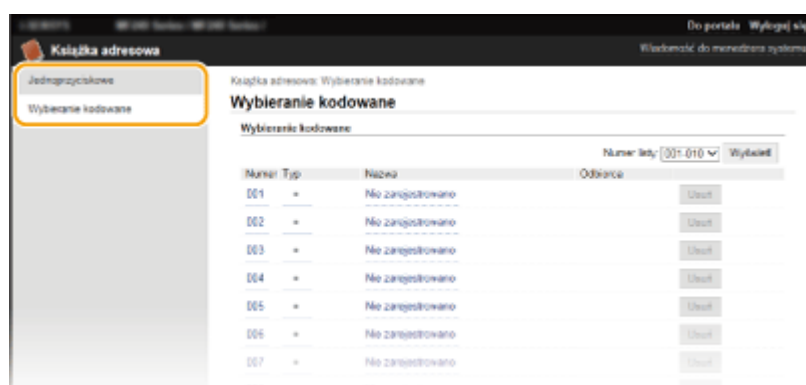 Do portalu Wyloguj się
Książka adresowa
Wiadomość do menedżera systemu
Jednoprzyciskowe
Wybieranie kodowane
Książka adresowa: Wybieranie kodowane
Wybieranie kodowane
Wybieranie kodowane
Numer listy: 001-010 Wyświetl
Numer Typ Nazwa Odbiorca
001 Nie zarejestrowano Usuń
002 Nie zarejestrowano Usuń
003 Nie zarejestrowano Usuń
004 Nie zarejestrowano Usuń
005 Nie zarejestrowano Usuń
006 Nie zarejestrowano Usuń
007 Nie zarejestrowano Usuń